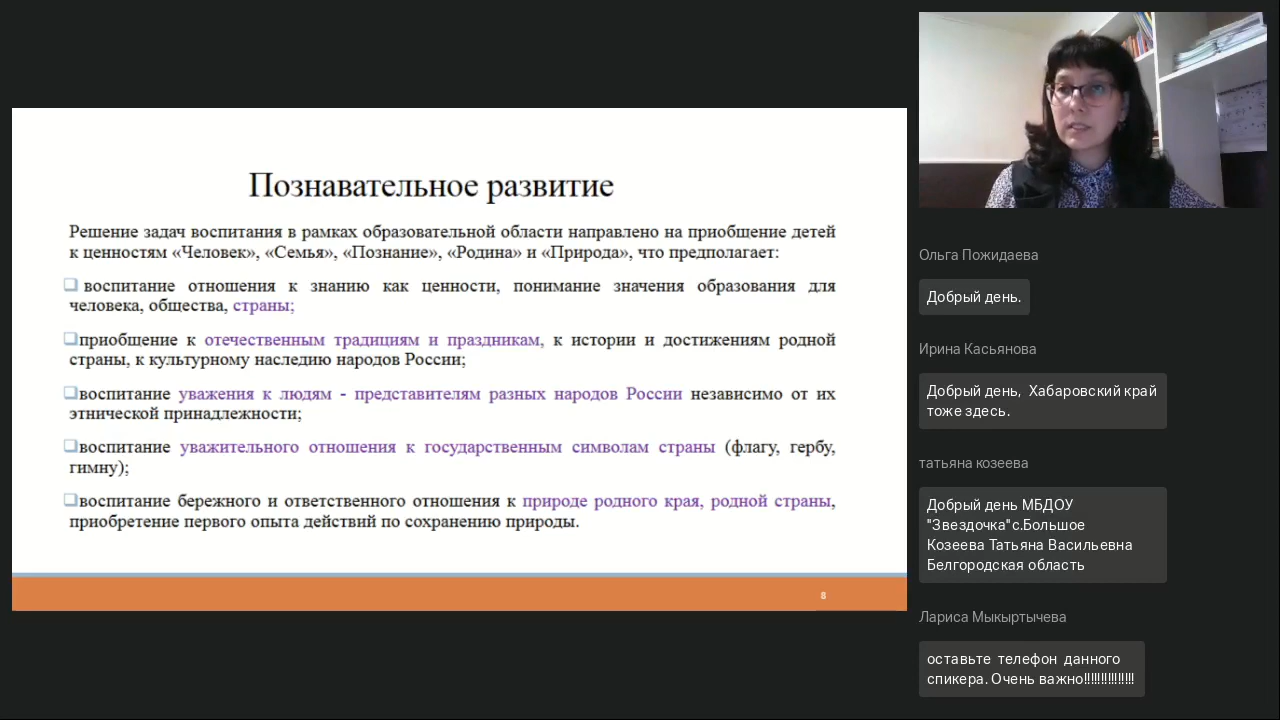 Познавательное развитие
Решение задач воспитания в рамках образовательной области направлено на приобщение детей
к ценностям «Человек», «Семья», «Познание», «Родина» и «Природа», что предполагает:
воспитание отношения к знанию как ценности, понимание значения образования для
человека, общества, страны;
приобщение к отечественным традициям и праздникам, к истории и достижениям родной
страны, к культурному наследию народов России;
воспитание уважения к людям - представителям разных народов России независимо от их
этнической принадлежности;
воспитание уважительного отношения к государственным символам страны (флагу, гербу,
гимну);
воспитание бережного и ответственного отношения к природе родного края, родной страны,
приобретение первого опыта действий по сохранению природы.
8
Ольга Пожидаева
Добрый день.
Ирина Касьянова
Добрый день, Хабаровский край
тоже здесь.
татьяна козеева
Добрый день МБДОУ
"Звездочка"с.Большое
Козеева Татьяна Васильевна
Белгородская область
Лариса Мыкыртычева
оставьте телефон данного
спикера. Очень важно!!!!!!!!!!!!!!!